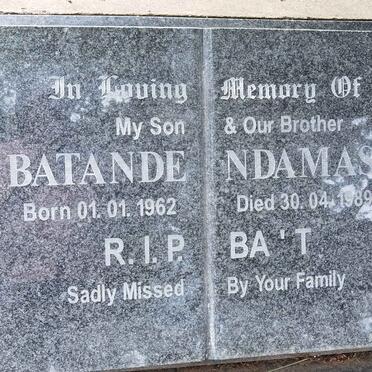 In Loving Memory Of
My Son & Our Brother
BATANDE NDAMAS
Born 01. 01. 1962 Died 30. 04. 1989
R.I.P. BA'T
Sadly Missed By Your Family